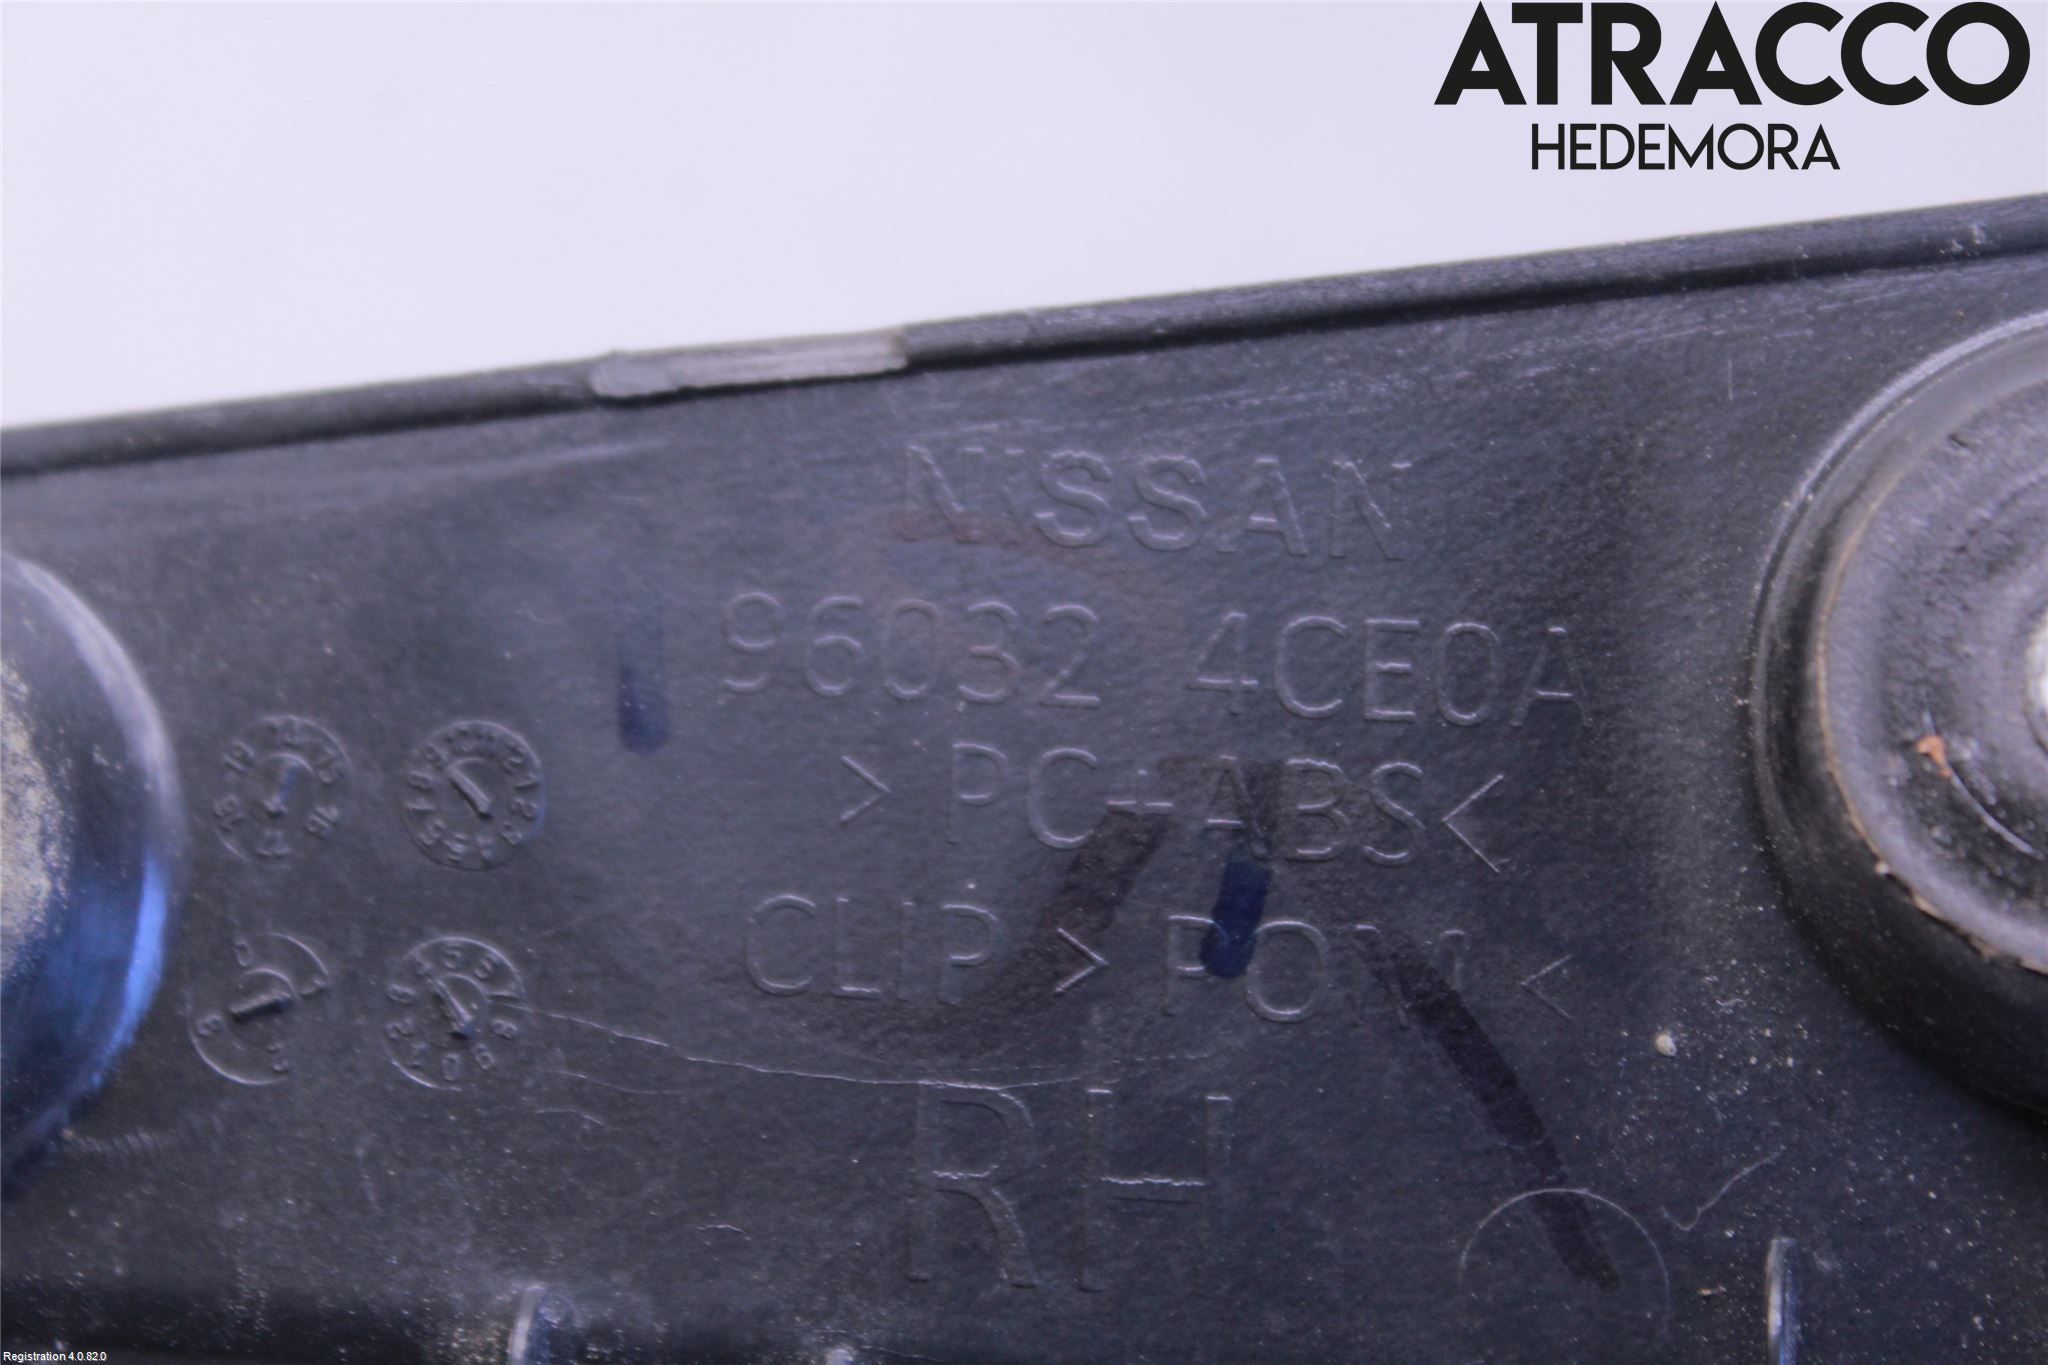 ATRACCO
HEDEMORA
NISSAN
96032 4CE0A
>PC+ABS<
CLIP >POM<
RH
Registration 4.0.82.0